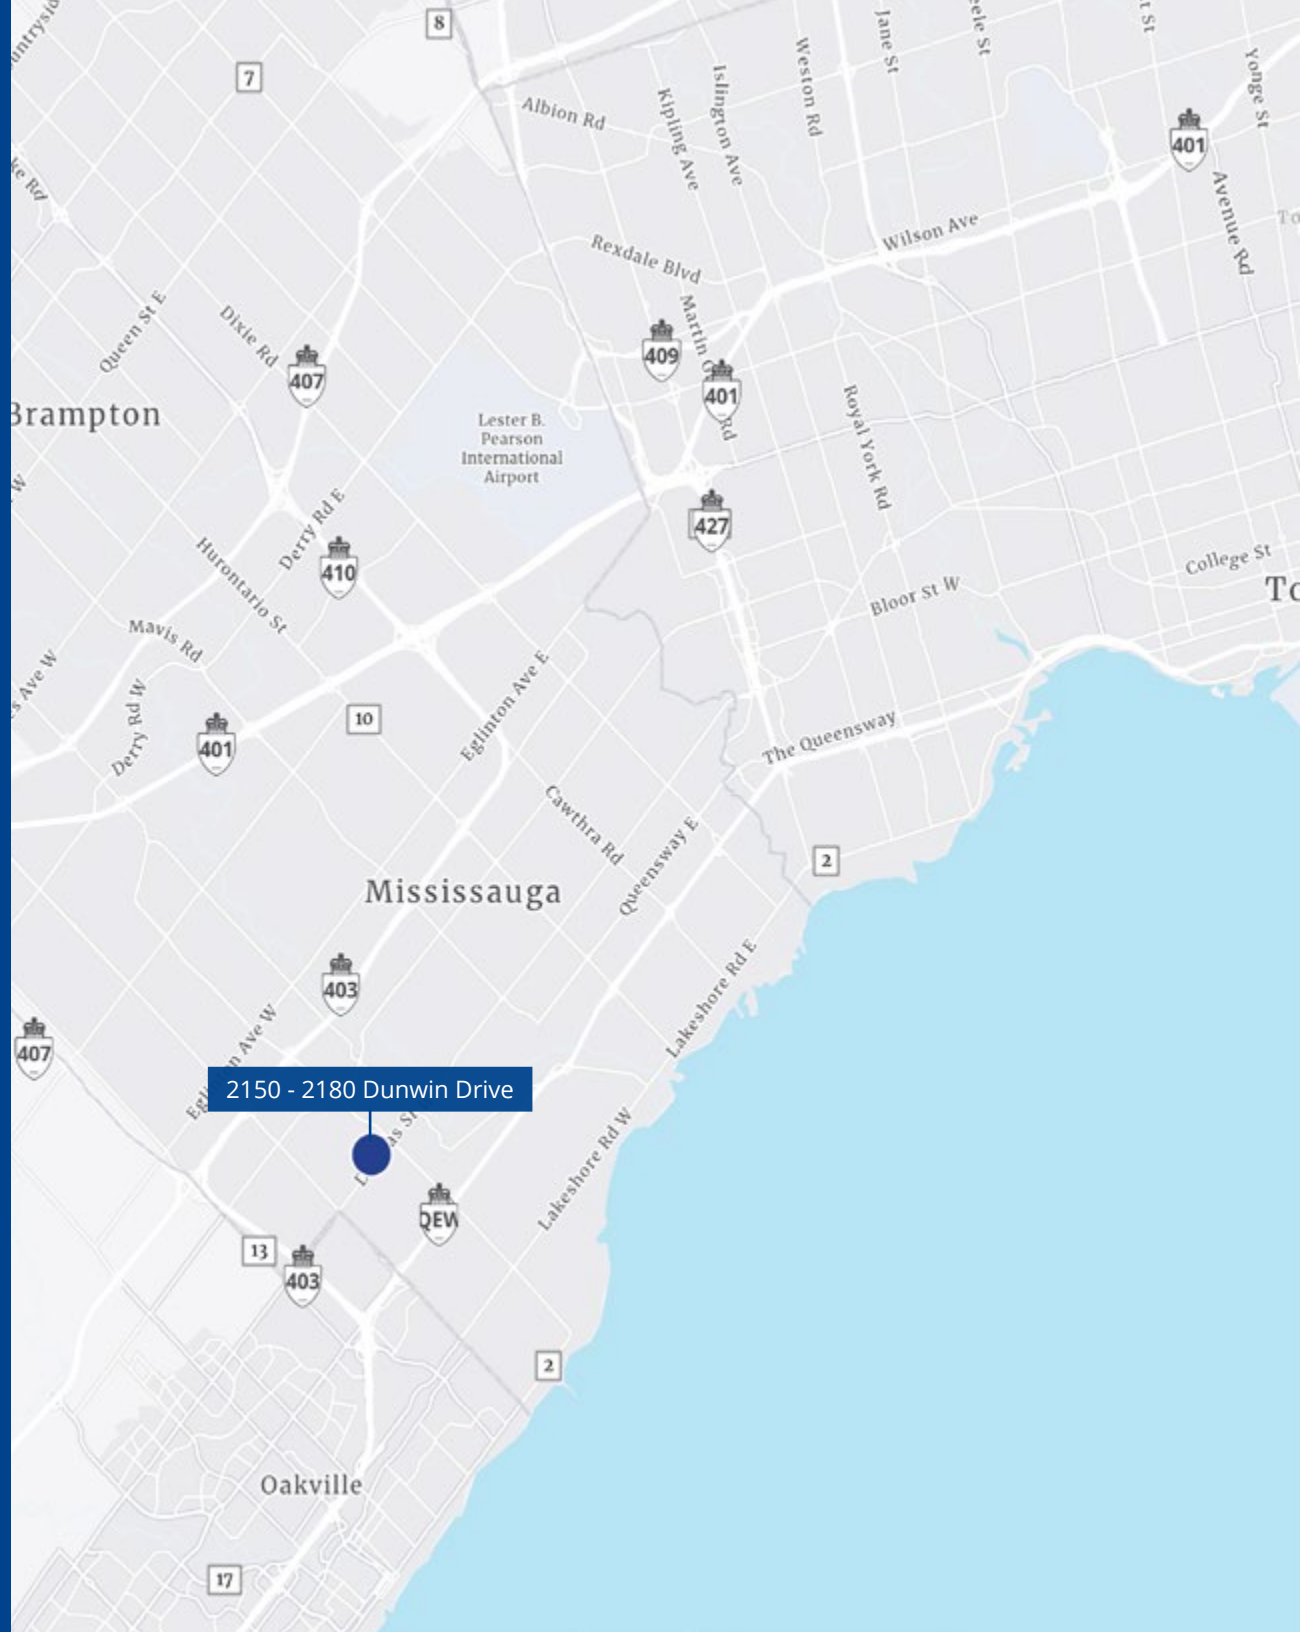 8
7
Jane St
Weston Rd
Islington Ave
Kipling Ave
Albion Rd
Yonge St
401
Avenue Rd
Wilson Ave
Rexdale Blvd
Queen St E
Dixie Rd
407
409
401
Brampton
Lester B.
Pearson
International
Airport
Royal York Rd
427
Derry Rd E
410
Hurontario St
College St
Bloor St W
Mavis Rd
Derry Rd W
401
10
Eglinton Ave E
The Queensway
Cawthra Rd
Queensway E
2
Mississauga
403
Lakeshore Rd E
407
2150 - 2180 Dunwin Drive
Lakeshore Rd W
QEW
13
403
2
Oakville
17